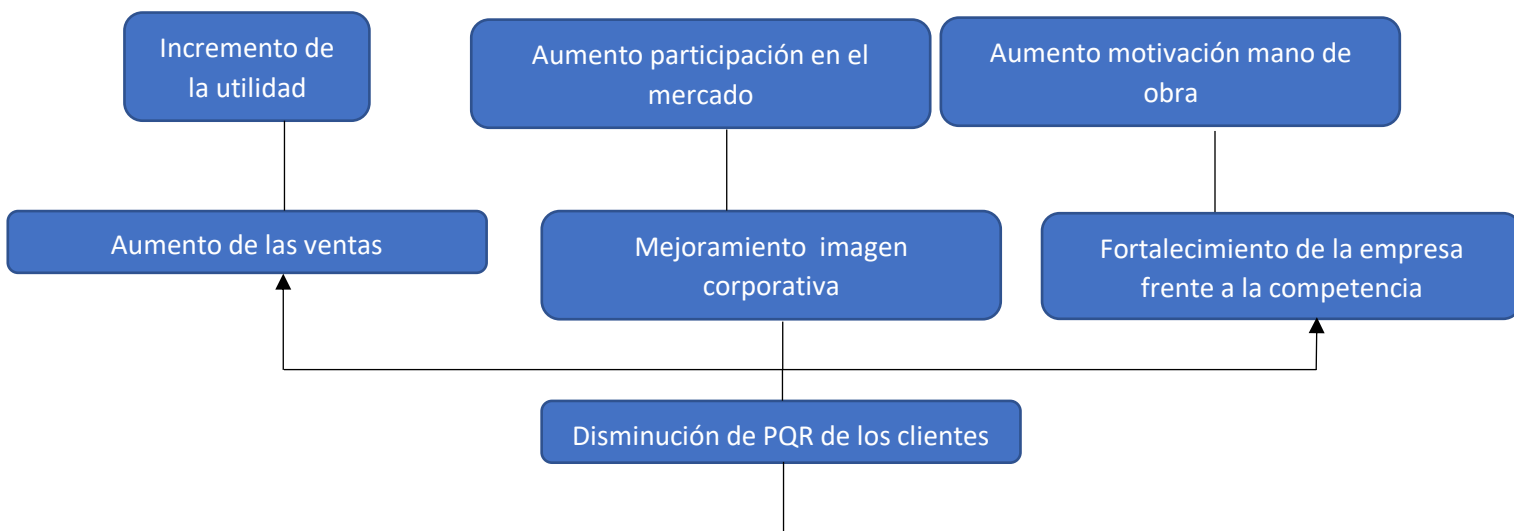 Incremento de
la utilidad
Aumento participación en el
mercado
Aumento motivación mano de
obra
Aumento de las ventas
Mejoramiento  imagen
corporativa
Fortalecimiento de la empresa
frente a la competencia
Disminución de PQR de los clientes